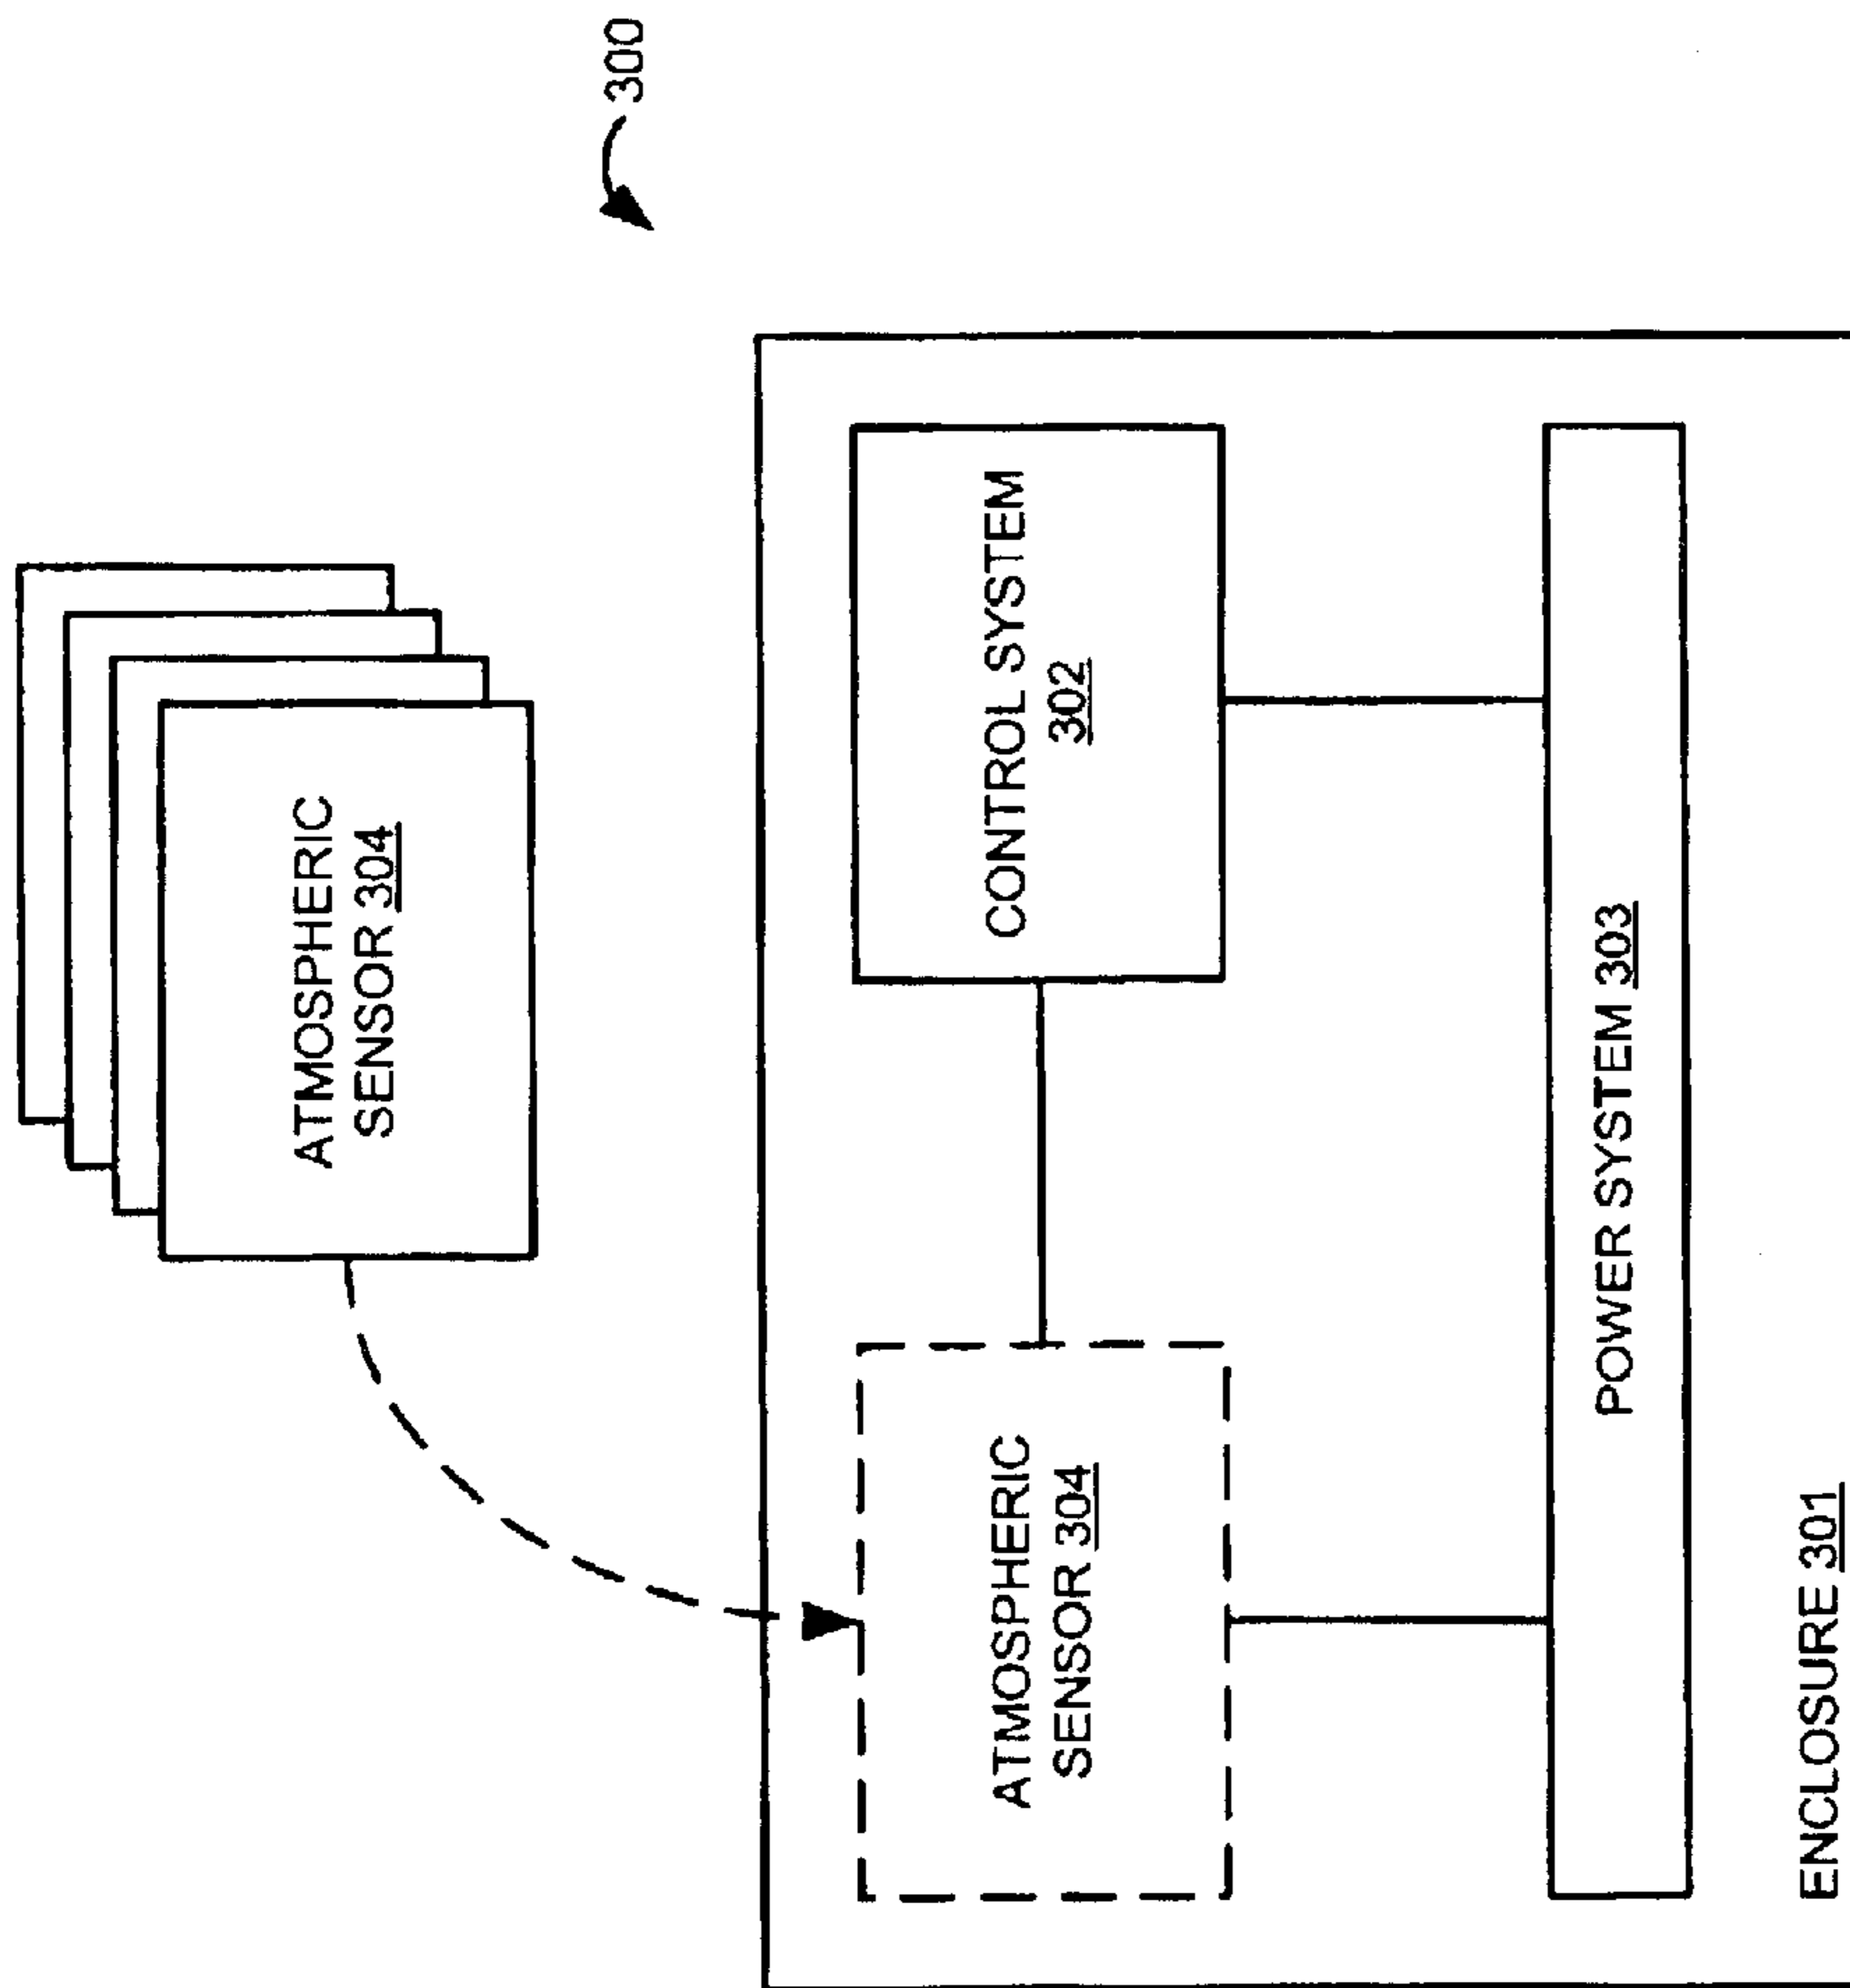 300
ATMOSPHERIC
SENSOR 304
ATMOSPHERIC
SENSOR 304
CONTROL SYSTEM
302
POWER SYSTEM 303
ENCLOSURE 301